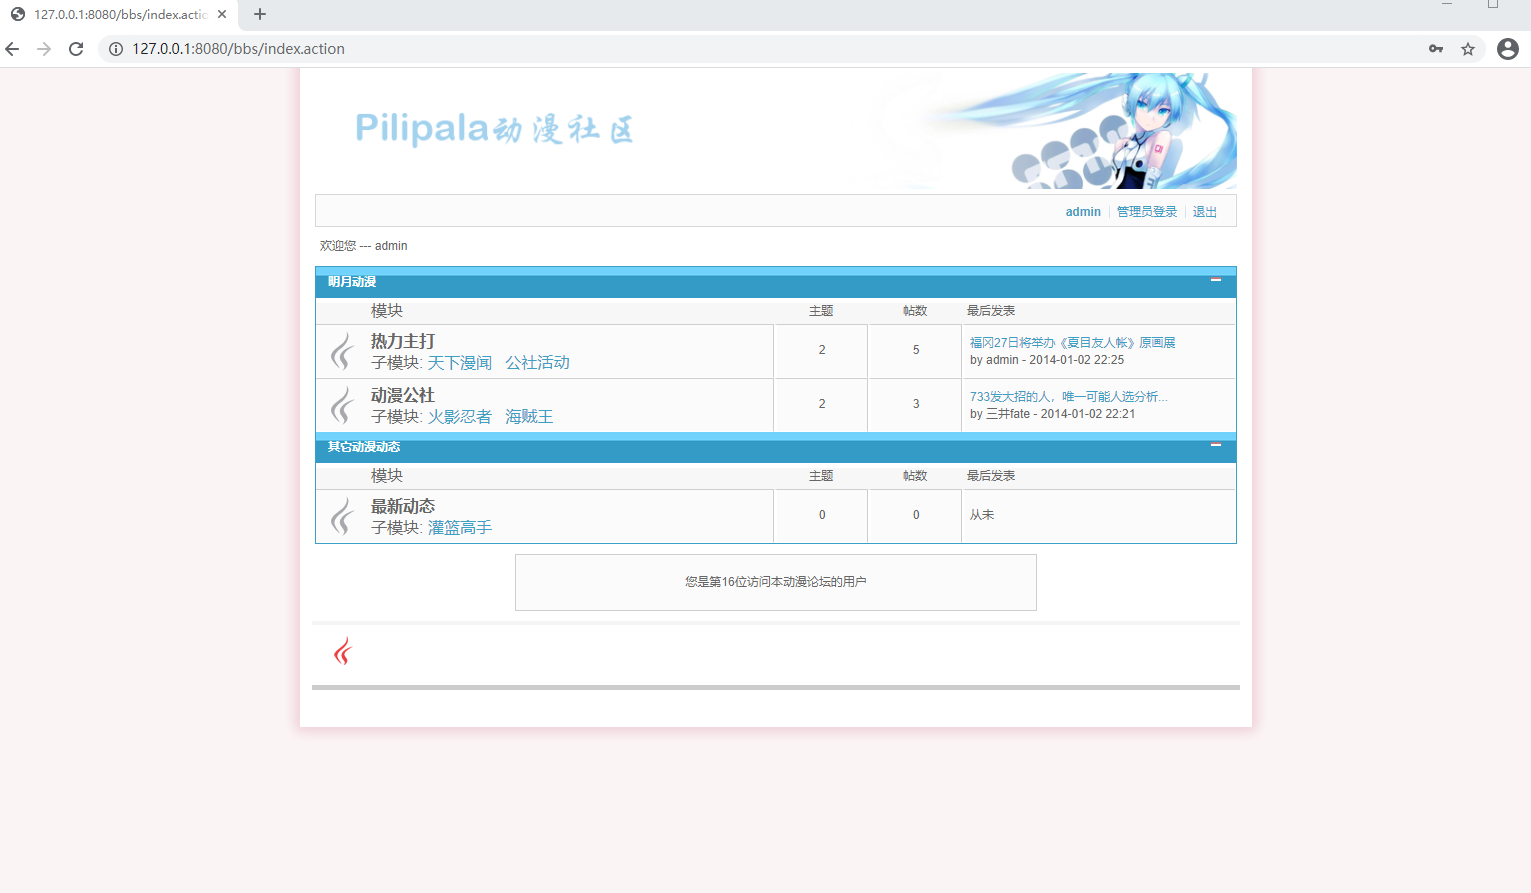 127.0.0.1:8080/bbs/index.actio
127.0.0.1:8080/bbs/index.action
Pilipala动漫社区
admin 管理员登录 退出
欢迎您 --- admin
明月动漫
模块 主题 帖数 最后发表
热力主打
子模块: 天下漫闻 公社活动
2 5
福冈27日将举办《夏目友人帐》原画展
by admin - 2014-01-02 22:25
动漫公社
子模块: 火影忍者 海贼王
2 3
733发大招的人，唯一可能人选分析...
by 三井fate - 2014-01-02 22:21
其它动漫动态
模块 主题 帖数 最后发表
最新动态
子模块: 灌篮高手
0 0 从未
您是第16位访问本动漫论坛的用户